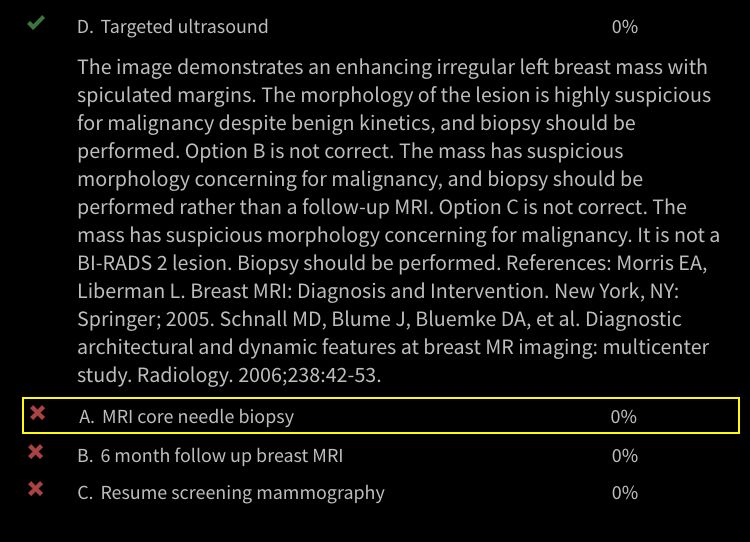 D. Targeted ultrasound 0%
The image demonstrates an enhancing irregular left breast mass with
spiculated margins. The morphology of the lesion is highly suspicious
for malignancy despite benign kinetics, and biopsy should be
performed. Option B is not correct. The mass has suspicious
morphology concerning for malignancy, and biopsy should be
performed rather than a follow-up MRI. Option C is not correct. The
mass has suspicious morphology concerning for malignancy. It is not a
BI-RADS 2 lesion. Biopsy should be performed. References: Morris EA,
Liberman L. Breast MRI: Diagnosis and Intervention. New York, NY:
Springer; 2005. Schnall MD, Blume J, Bluemke DA, et al. Diagnostic
architectural and dynamic features at breast MR imaging: multicenter
study. Radiology. 2006;238:42-53.
A. MRI core needle biopsy 0%
B. 6 month follow up breast MRI 0%
C. Resume screening mammography 0%